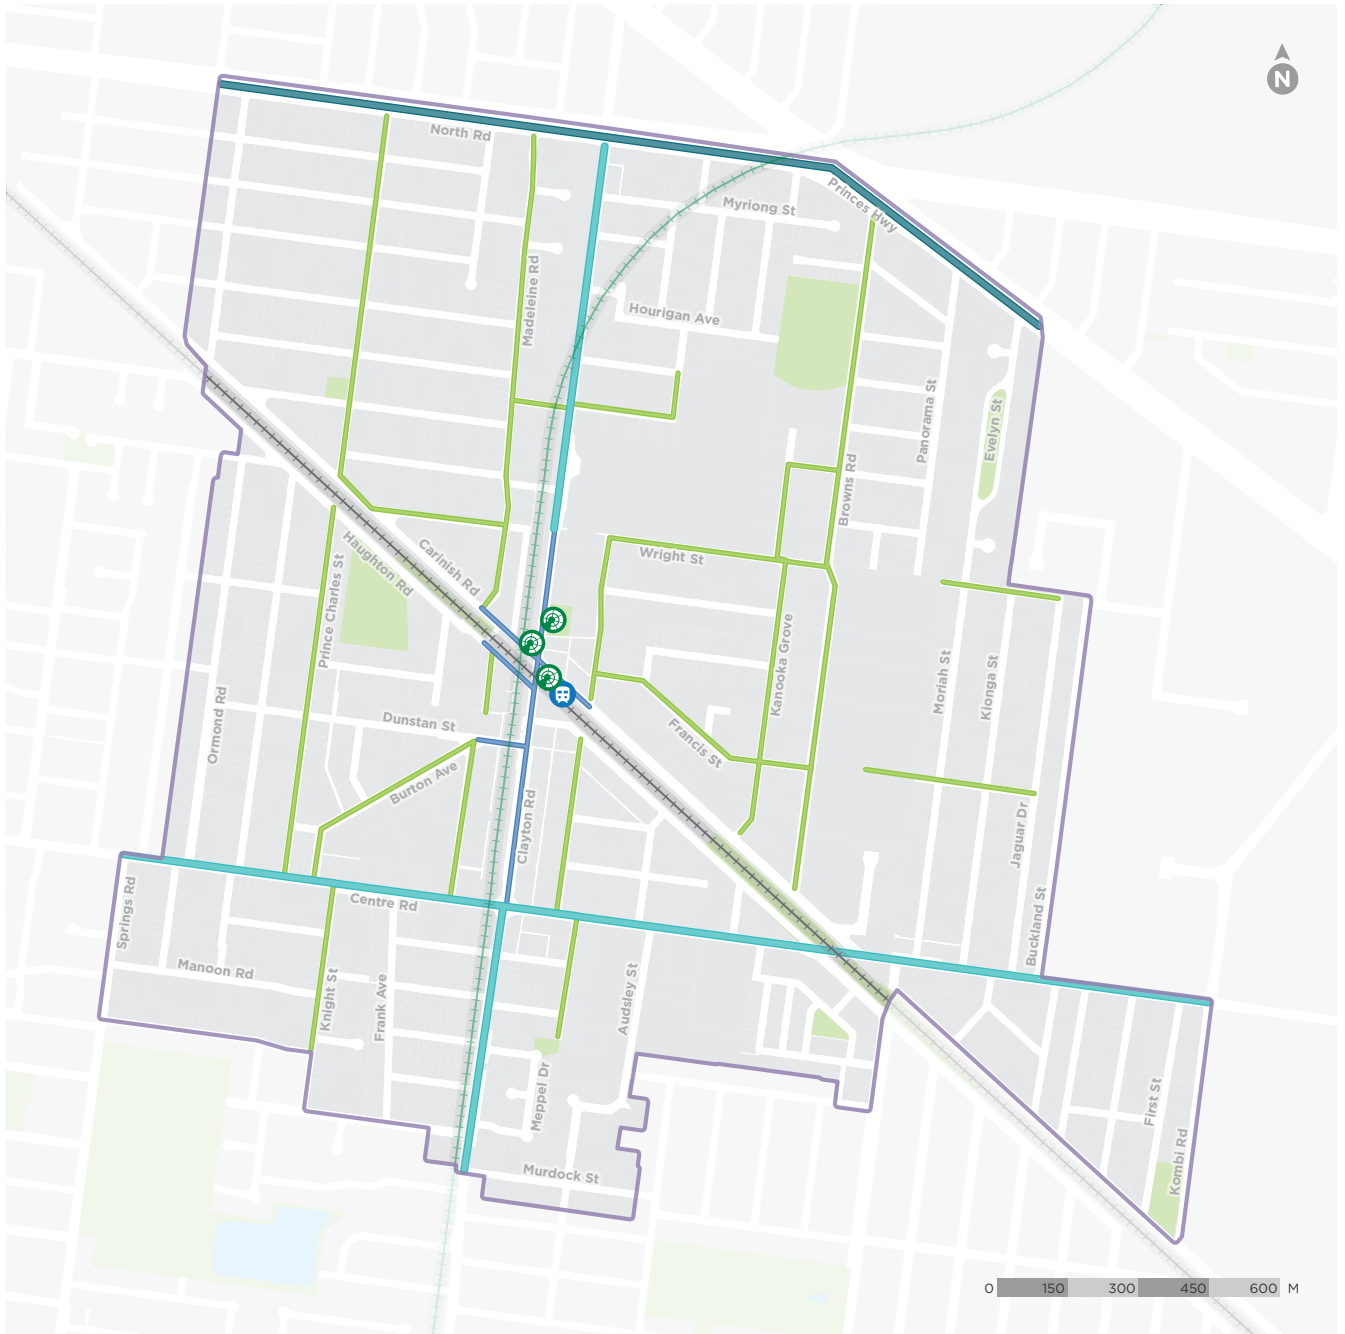 N
North Rd
Princes Hwy
Myriong St
Madeleine Rd
Hourigan Ave
Panorama St
Evelyn St
Browns Rd
Carinish Rd
Haughton Rd
Wright St
Prince Charles St
Kanooka Grove
Moriah St
Kionga St
Ormond Rd
Dunstan St
Francis St
Burton Ave
Clayton Rd
Jaguar Dr
Centre Rd
Springs Rd
Buckland St
Manoon Rd
Knight St
Frank Ave
Audsley St
Meppel Dr
First St
Kombi Rd
Murdock St
0 150 300 450 600 M